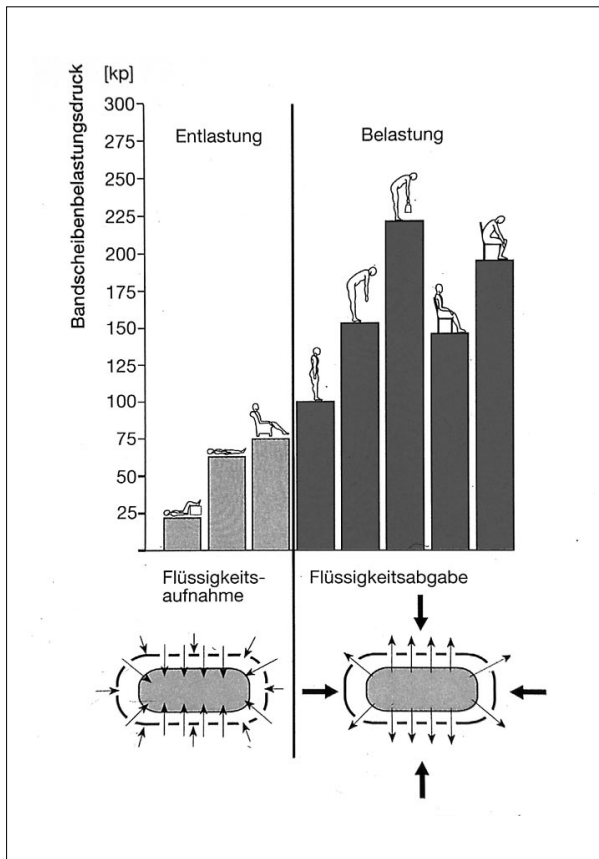 [kp]
Bandscheibenbelastungsdruck
300
275
250
225
200
175
150
125
100
75
50
25
Entlastung
Belastung
Flüssigkeits-
aufnahme
Flüssigkeitsabgabe